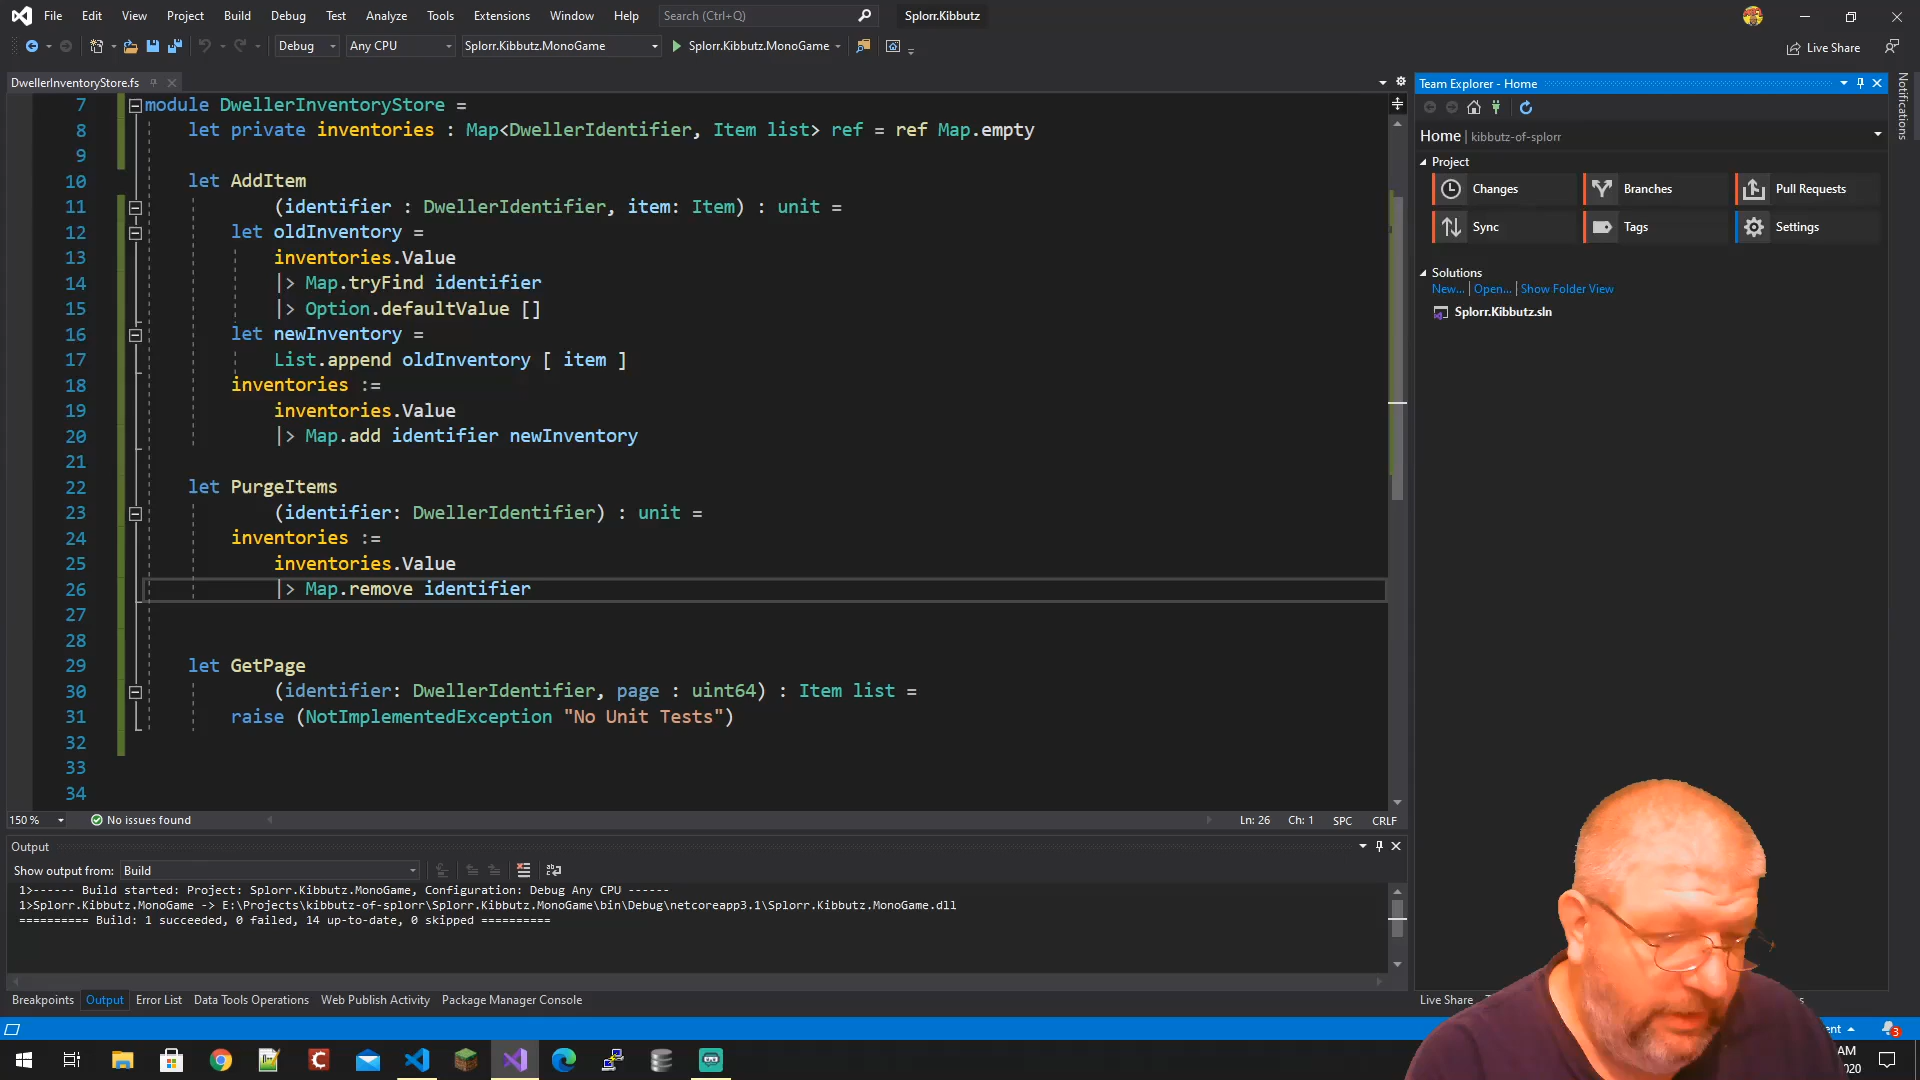 File Edit View Project Build Debug Test Analyze Tools Extensions Window Help Search (Ctrl+Q) Splorr.Kibbutz
Debug Any CPU Splorr.Kibbutz.MonoGame Splorr.Kibbutz.MonoGame Live Share
DwellerInventoryStore.fs
7 module DwellerInventoryStore =
8 let private inventories : Map<DwellerIdentifier, Item list> ref = ref Map.empty
9
10 let AddItem
11 (identifier : DwellerIdentifier, item: Item) : unit =
12 let oldInventory =
13 inventories.Value
14 |> Map.tryFind identifier
15 |> Option.defaultValue []
16 let newInventory =
17 List.append oldInventory [ item ]
18 inventories :=
19 inventories.Value
20 |> Map.add identifier newInventory
21
22 let PurgeItems
23 (identifier: DwellerIdentifier) : unit =
24 inventories :=
25 inventories.Value
26 |> Map.remove identifier
27
28
29 let GetPage
30 (identifier: DwellerIdentifier, page : uint64) : Item list =
31 raise (NotImplementedException "No Unit Tests")
32
33
34
150 % No issues found Ln: 26 Ch: 1 SPC CRLF
Output
Show output from: Build
1>------ Build started: Project: Splorr.Kibbutz.MonoGame, Configuration: Debug Any CPU ------
1>Splorr.Kibbutz.MonoGame -> E:\Projects\kibbutz-of-splorr\Splorr.Kibbutz.MonoGame\bin\Debug\netcoreapp3.1\Splorr.Kibbutz.MonoGame.dll
========== Build: 1 succeeded, 0 failed, 14 up-to-date, 0 skipped ==========
Breakpoints Output Error List Data Tools Operations Web Publish Activity Package Manager Console
Team Explorer - Home
Home | kibbutz-of-splorr
Project
Changes Branches Pull Requests
Sync Tags Settings
Solutions
New... | Open... | Show Folder View
Splorr.Kibbutz.sln
Notifications
Live Share
3
AM